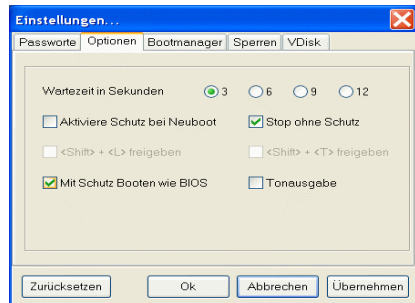 Einstellungen...
Passworte Optionen Bootmanager Sperren VDisk
Wartezeit in Sekunden 3 6 9 12
Aktiviere Schutz bei Neuboot Stop ohne Schutz
<Shift> + <L> freigeben <Shift> + <T> freigeben
Mit Schutz Booten wie BIOS Tonausgabe
Zurücksetzen Ok Abbrechen Übernehmen